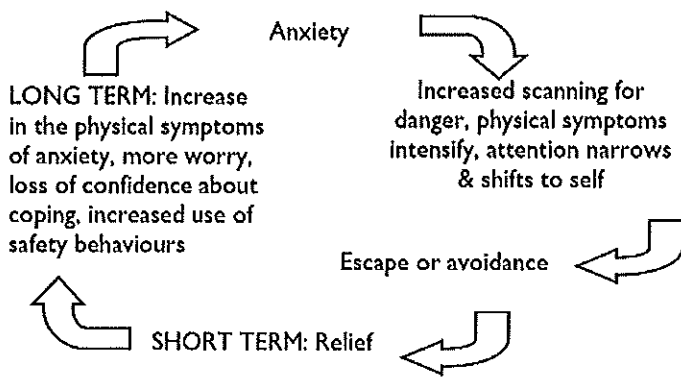 Anxiety
Increased scanning for
danger, physical symptoms
intensify, attention narrows
& shifts to self
Escape or avoidance
SHORT TERM: Relief
LONG TERM: Increase
in the physical symptoms
of anxiety, more worry,
loss of confidence about
coping, increased use of
safety behaviours